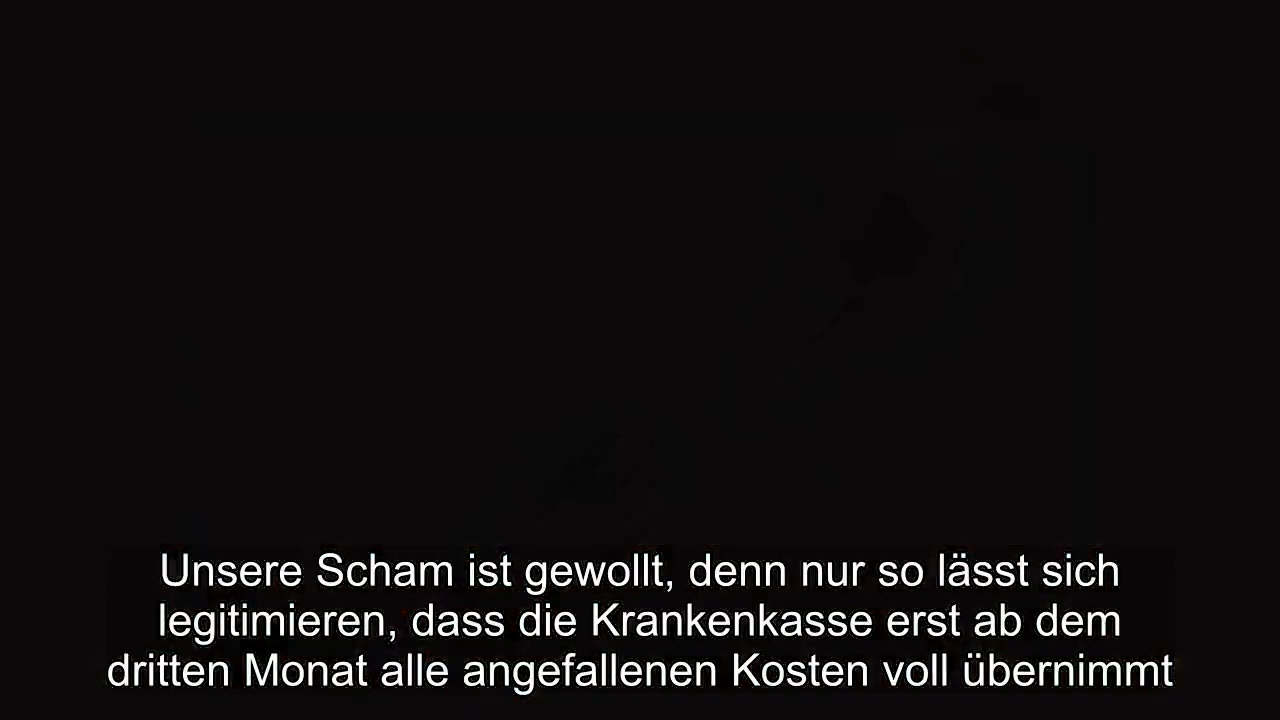 Unsere Scham ist gewollt, denn nur so lässt sich
legitimieren, dass die Krankenkasse erst ab dem
dritten Monat alle angefallenen Kosten voll übernimmt